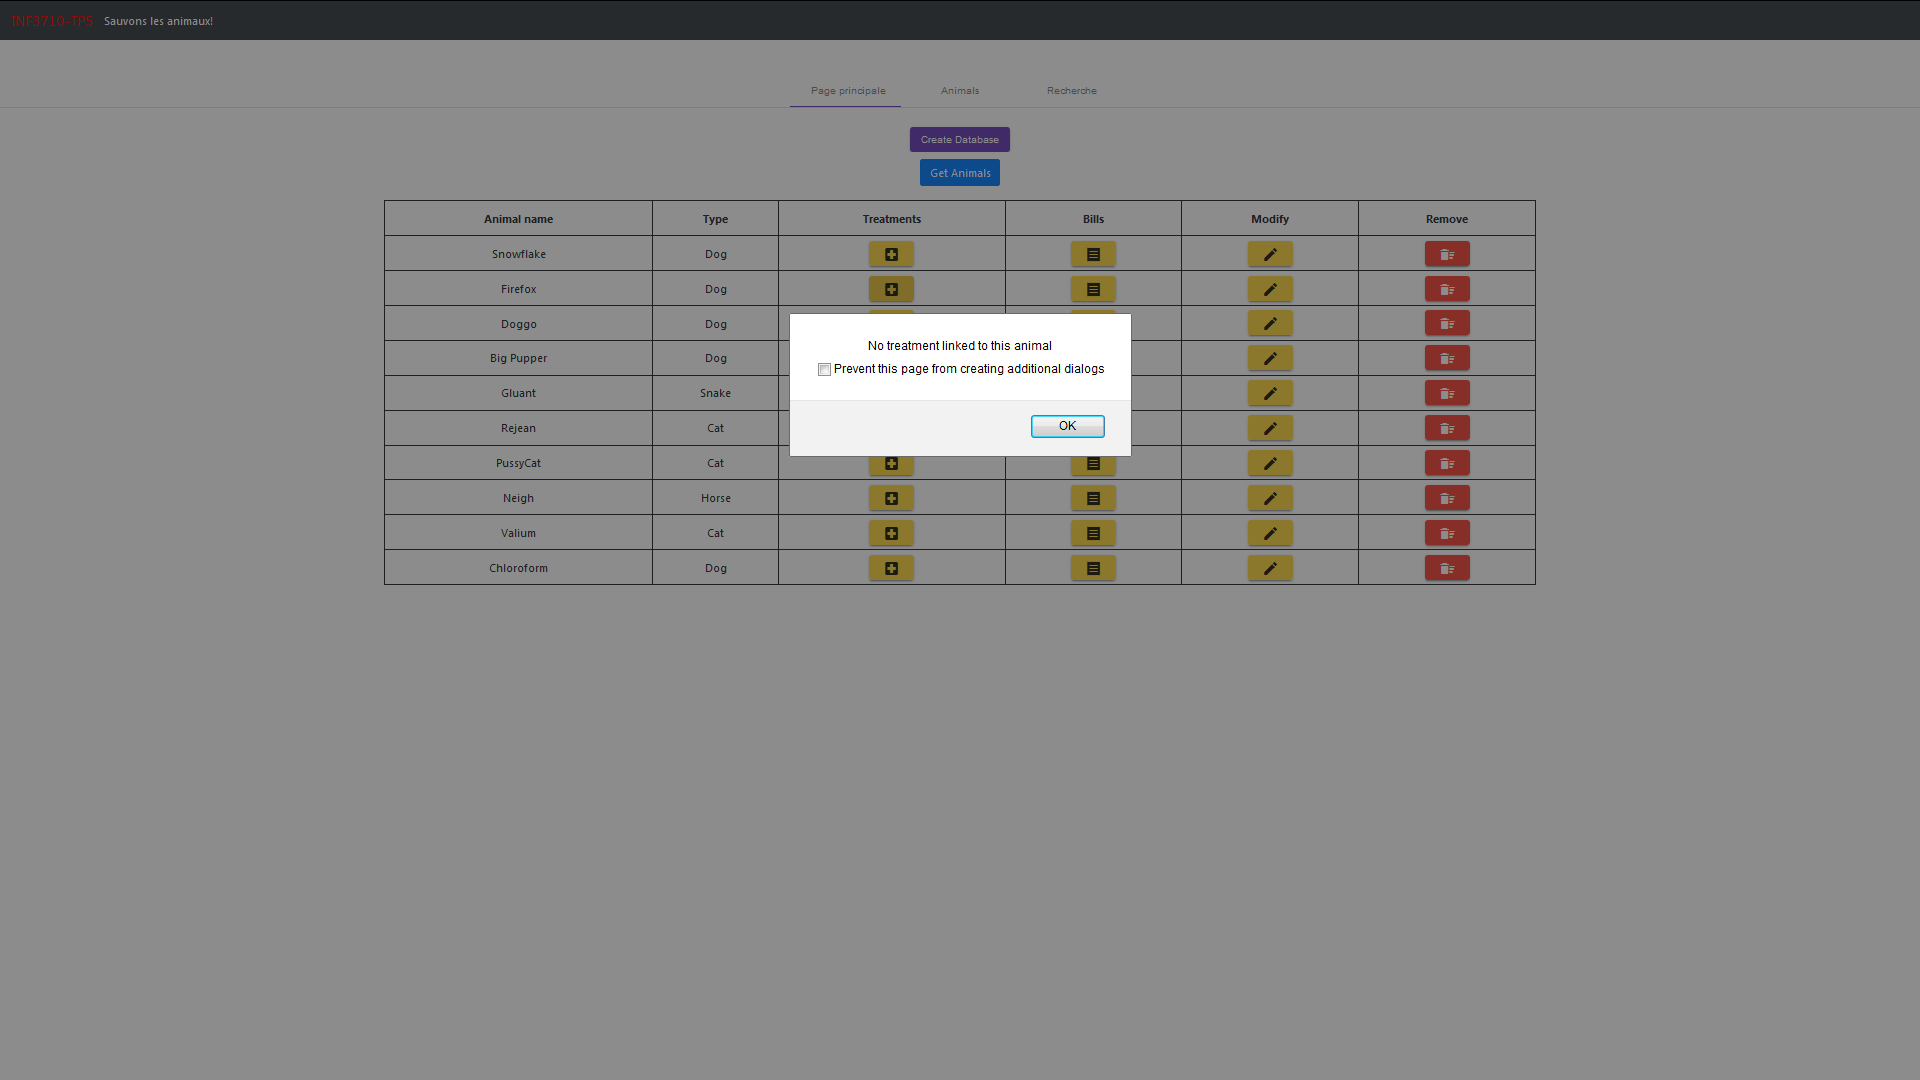 INF3710-TP5 Sauvons les animaux!
Page principale Animals Recherche
Create Database
Get Animals
Animal name Type Treatments Bills Modify Remove
Snowflake Dog
Firefox Dog
Doggo Dog
Big Pupper Dog
Gluant Snake
Rejean Cat
PussyCat Cat
Neigh Horse
Valium Cat
Chloroform Dog
No treatment linked to this animal
Prevent this page from creating additional dialogs
OK